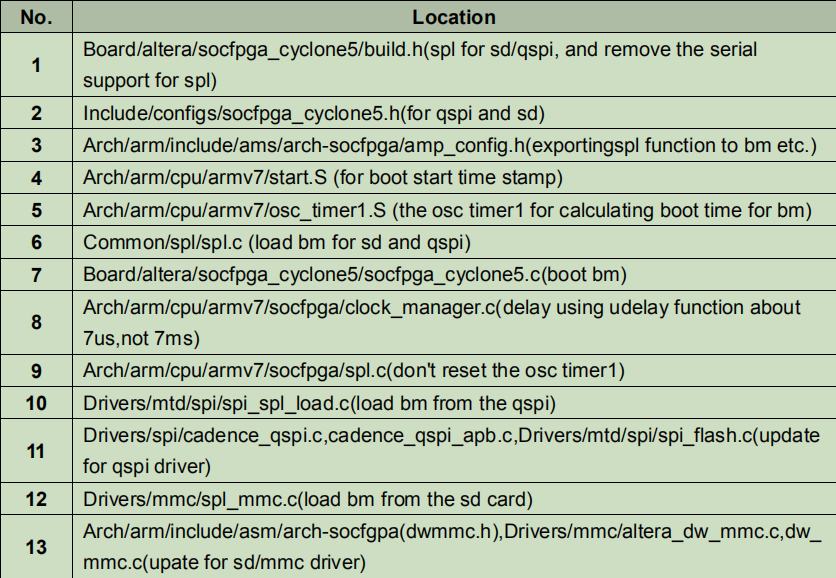 No. Location
1 Board/altera/socfpga_cyclone5/build.h(spl for sd/qspi, and remove the serial
support for spl)
2 Include/configs/socfpga_cyclone5.h(for qspi and sd)
3 Arch/arm/include/ams/arch-socfpga/amp_config.h(exportingspl function to bm etc.)
4 Arch/arm/cpu/armv7/start.S (for boot start time stamp)
5 Arch/arm/cpu/armv7/osc_timer1.S (the osc timer1 for calculating boot time for bm)
6 Common/spl/spl.c (load bm for sd and qspi)
7 Board/altera/socfpga_cyclone5/socfpga_cyclone5.c(boot bm)
8 Arch/arm/cpu/armv7/socfpga/clock_manager.c(delay using udelay function about
7us,not 7ms)
9 Arch/arm/cpu/armv7/socfpga/spl.c(don't reset the osc timer1)
10 Drivers/mtd/spi/spi_spl_load.c(load bm from the qspi)
11 Drivers/spi/cadence_qspi.c,cadence_qspi_apb.c,Drivers/mtd/spi/spi_flash.c(update
for qspi driver)
12 Drivers/mmc/spl_mmc.c(load bm from the sd card)
13 Arch/arm/include/asm/arch-socfgpa(dwmmc.h),Drivers/mmc/altera_dw_mmc.c,dw_
mmc.c(upate for sd/mmc driver)